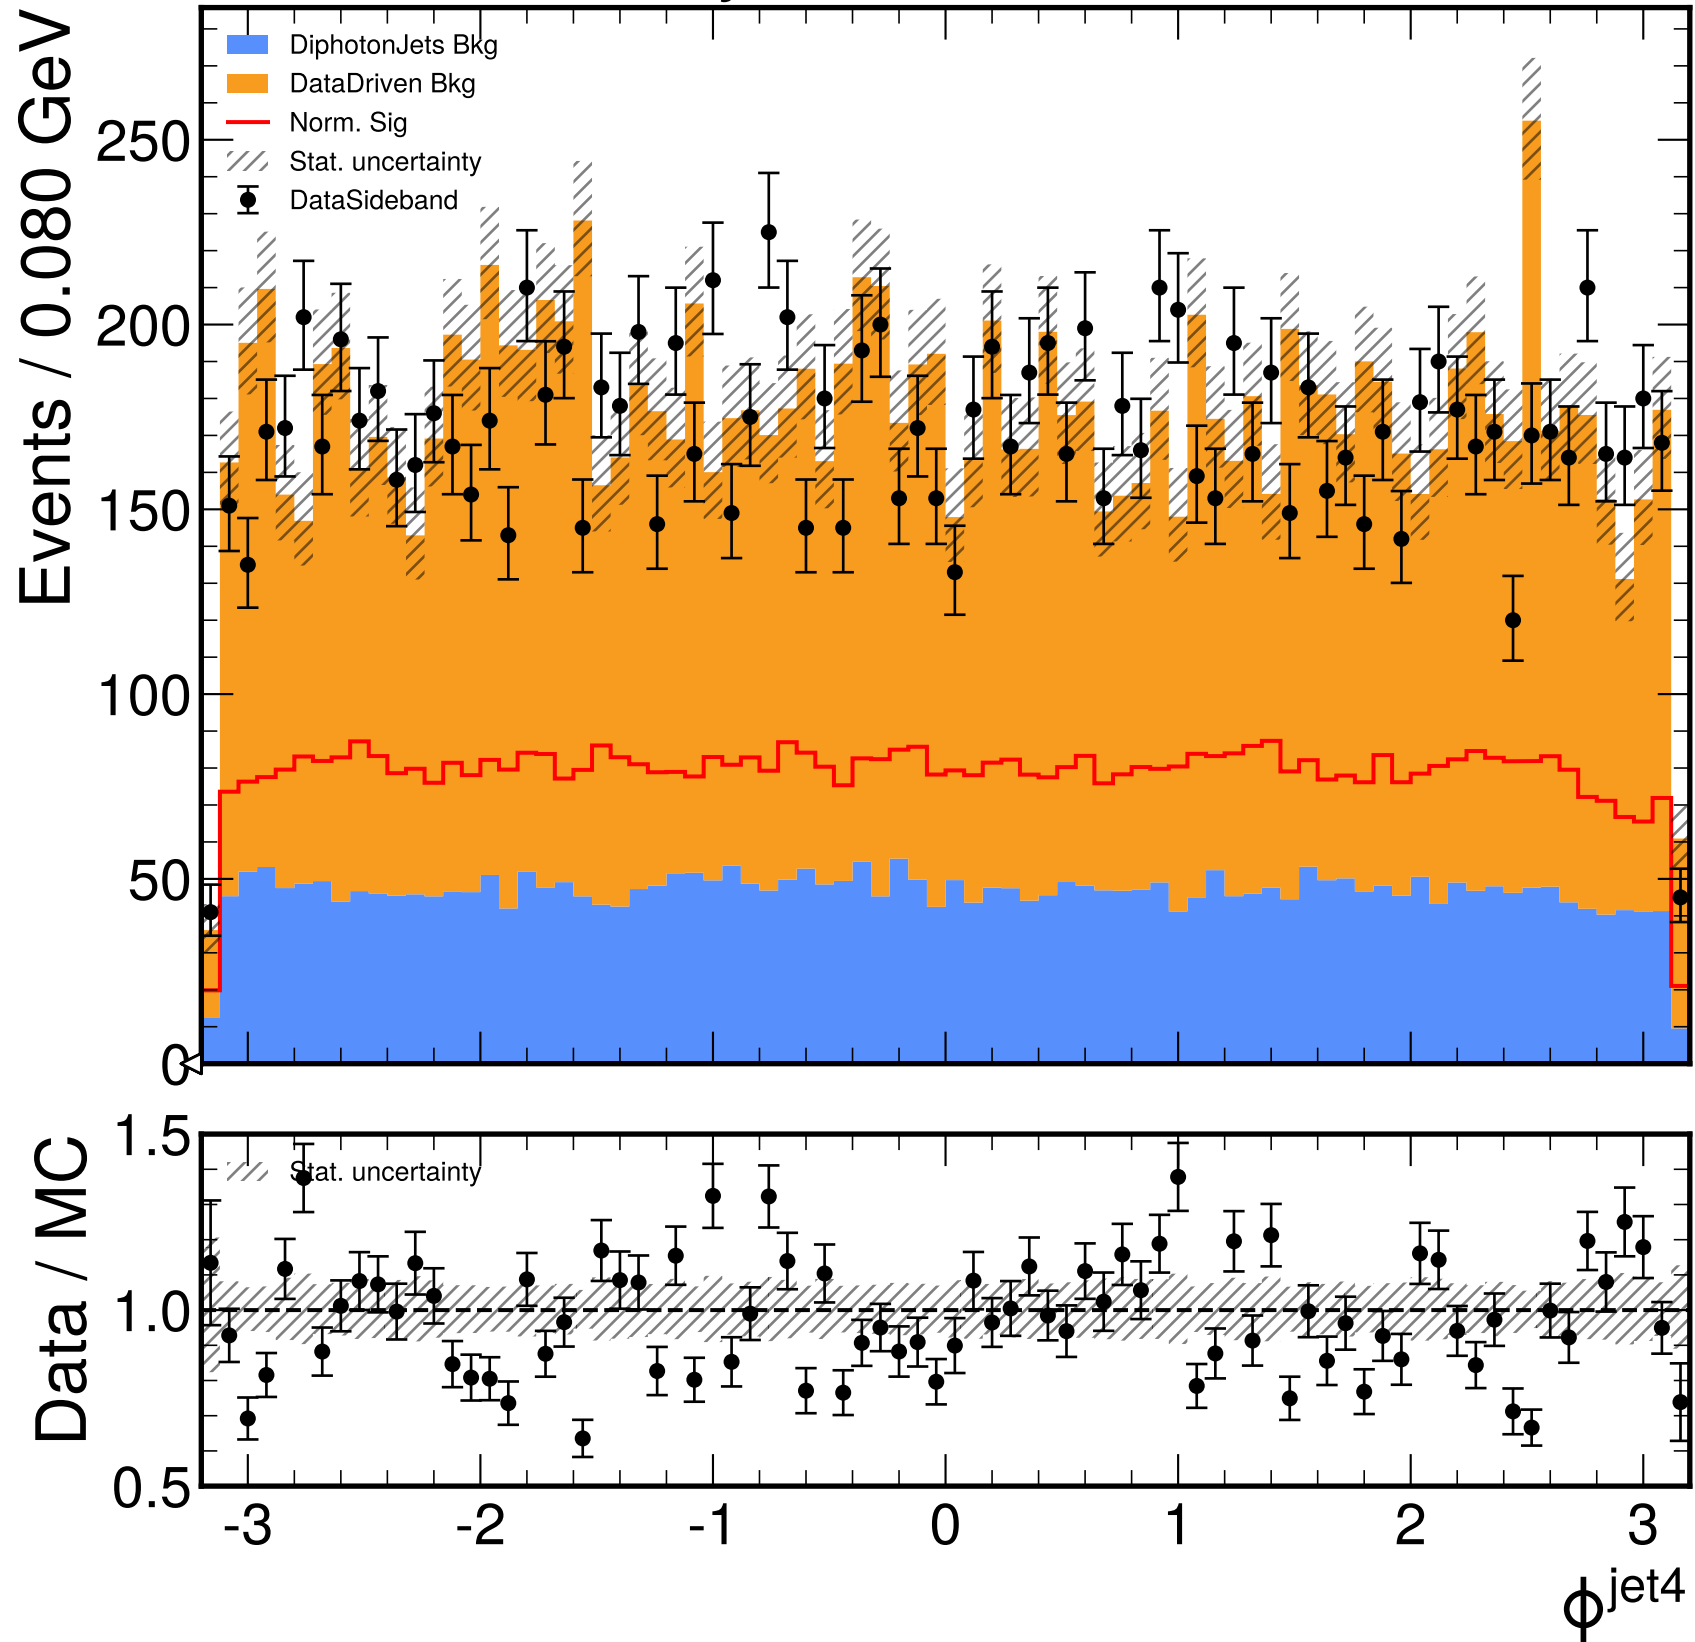 Events / 0.080 GeV
DiphotonJets Bkg
DataDriven Bkg
Norm. Sig
Stat. uncertainty
DataSideband
250
200
150
100
50
0
Data / MC
Stat. uncertainty
1.5
1.0
0.5
-3 -2 -1 0 1 2 3
ϕ^jet4